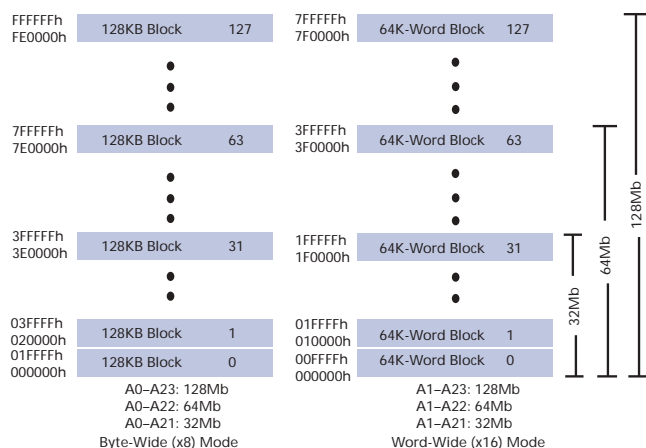 FFFFFFh
FE0000h
128KB Block 127
7FFFFFh
7E0000h
128KB Block 63
3FFFFFh
3E0000h
128KB Block 31
03FFFFh
020000h
128KB Block 1
01FFFFh
000000h
128KB Block 0
A0–A23: 128Mb
A0–A22: 64Mb
A0–A21: 32Mb
Byte-Wide (x8) Mode
7FFFFFh
7F0000h
64K-Word Block 127
3FFFFFh
3F0000h
64K-Word Block 63
1FFFFFh
1F0000h
64K-Word Block 31
01FFFFh
010000h
64K-Word Block 1
00FFFFh
000000h
64K-Word Block 0
A1–A23: 128Mb
A1–A22: 64Mb
A1–A21: 32Mb
Word-Wide (x16) Mode
32Mb
64Mb
128Mb